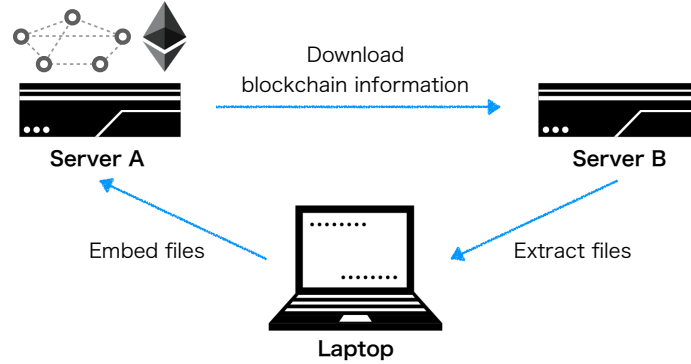 Download
blockchain information
Server A
Server B
Embed files
Extract files
Laptop